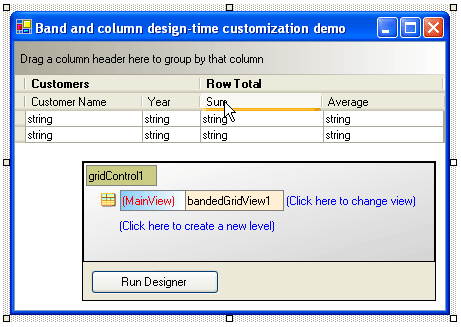 Band and column design-time customization demo
Drag a column header here to group by that column
Customers Row Total
Customer Name Year Sum Average
string string string string
string string string string
gridControl1
(MainView) bandedGridView1 (Click here to change view)
(Click here to create a new level)
Run Designer